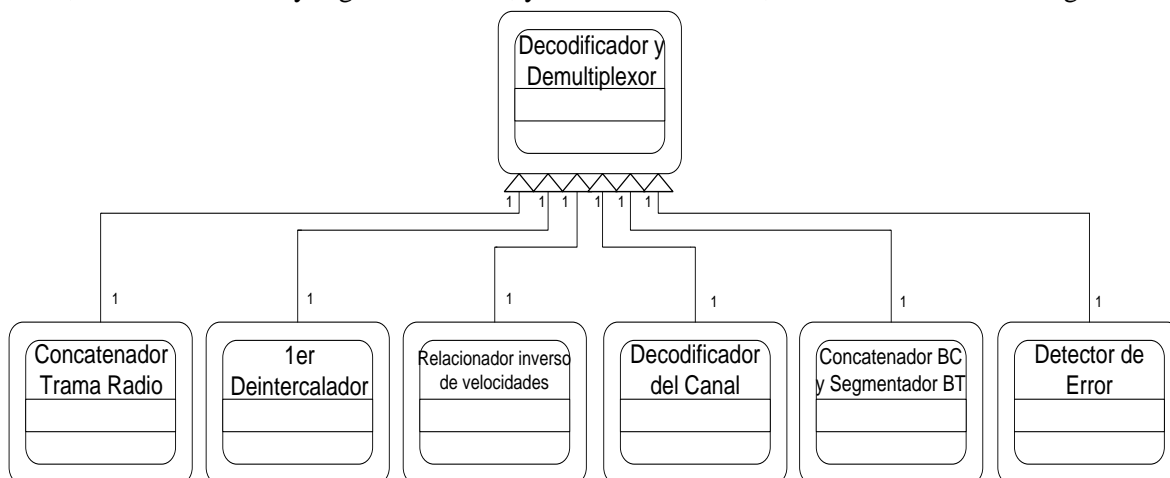 Decodificador y
Demultiplexor
1 1 1 1 1 1
1 1 1 1 1 1
Concatenador
Trama Radio
1er
Deintercalador
Relacionador inverso
de velocidades
Decodificador
del Canal
Concatenador BC
y Segmentador BT
Detector de
Error